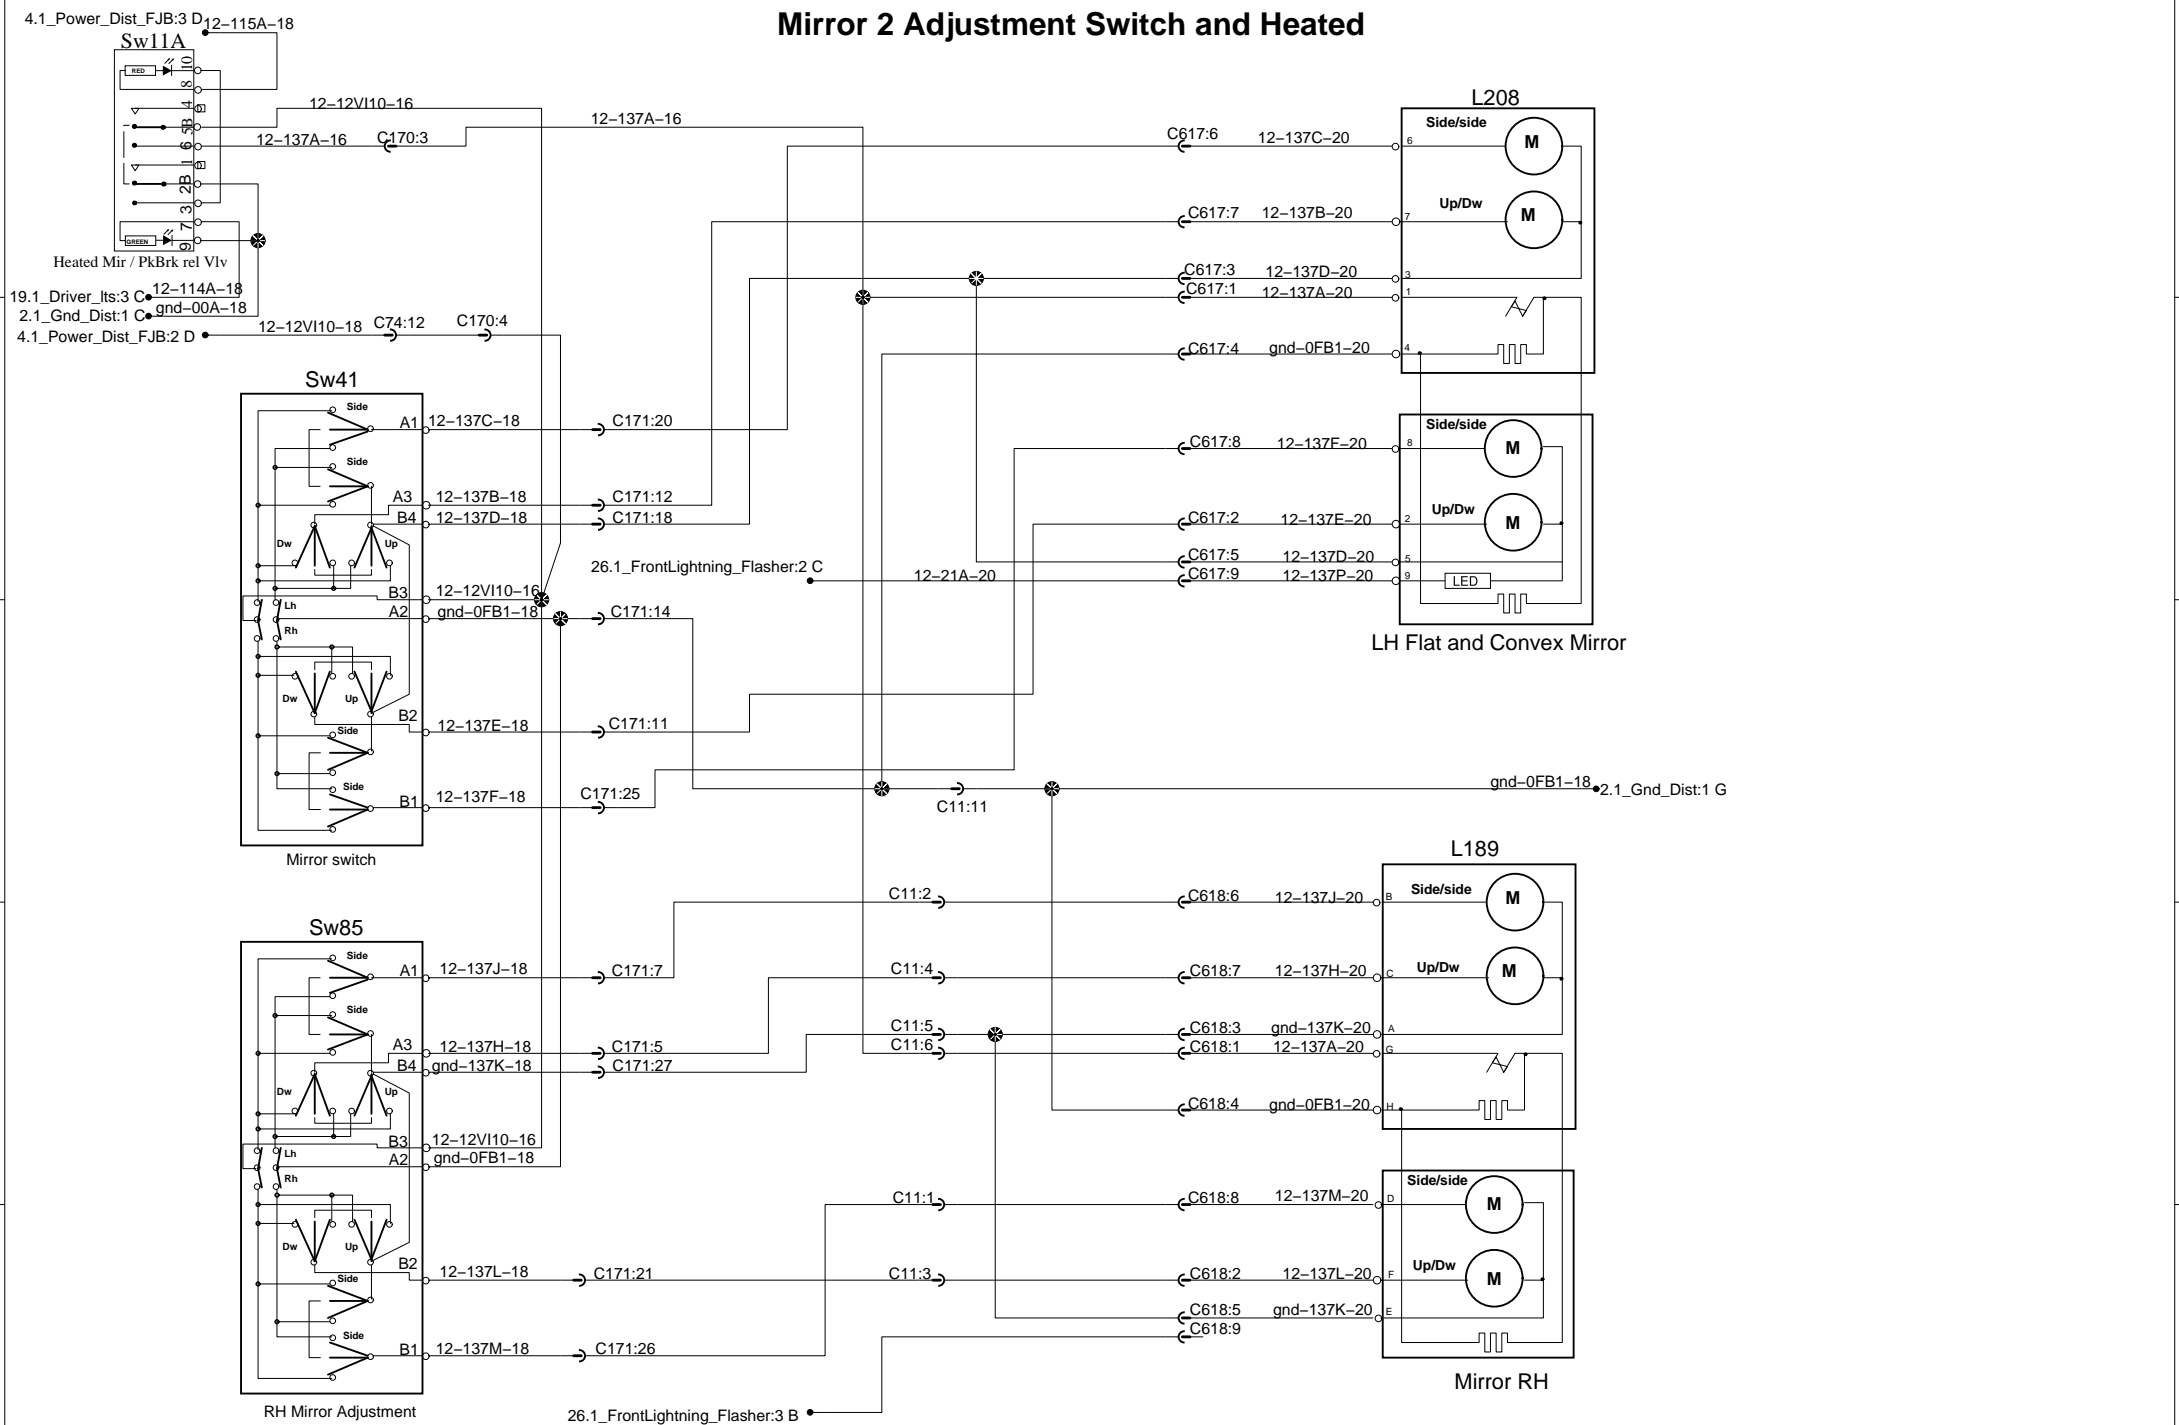 Mirror 2 Adjustment Switch and Heated
4.1_Power_Dist_FJB:3 D
12–115A–18
Sw11A
RED
10
8
4
5B
6
1
2B
3
7
9
GREEN
Heated Mir / PkBrk rel Vlv
12–12VI10–16
12–137A–16
C170:3
12–137A–16
19.1_Driver_lts:3 C
12–114A–18
2.1_Gnd_Dist:1 C
gnd–00A–18
4.1_Power_Dist_FJB:2 D
12–12VI10–18
C74:12
C170:4
L208
Side/side
M
C617:6
12–137C–20
6
Up/Dw
M
C617:7
12–137B–20
7
C617:3
12–137D–20
3
C617:1
12–137A–20
1
C617:4
gnd–0FB1–20
4
Side/side
M
C617:8
12–137F–20
8
Up/Dw
M
C617:2
12–137E–20
2
C617:5
12–137D–20
5
26.1_FrontLightning_Flasher:2 C
12–21A–20
C617:9
12–137P–20
9
LED
LH Flat and Convex Mirror
Sw41
Side
A1
12–137C–18
C171:20
Side
A3
12–137B–18
C171:12
B4
12–137D–18
C171:18
Dw
Up
B3
12–12VI10–16
Lh
A2
gnd–0FB1–18
C171:14
Rh
Dw
Up
B2
12–137E–18
C171:11
Side
Side
B1
12–137F–18
C171:25
Mirror switch
C11:11
gnd–0FB1–18
2.1_Gnd_Dist:1 G
L189
Side/side
M
C11:2
C618:6
12–137J–20
B
Up/Dw
M
C11:4
C618:7
12–137H–20
C
C11:5
C618:3
gnd–137K–20
A
C11:6
C618:1
12–137A–20
G
C618:4
gnd–0FB1–20
H
Side/side
M
C11:1
C618:8
12–137M–20
D
Up/Dw
M
C11:3
C618:2
12–137L–20
F
C618:5
gnd–137K–20
E
C618:9
Mirror RH
Sw85
Side
A1
12–137J–18
C171:7
Side
A3
12–137H–18
C171:5
B4
gnd–137K–18
C171:27
Dw
Up
B3
12–12VI10–16
Lh
A2
gnd–0FB1–18
Rh
Dw
Up
B2
12–137L–18
C171:21
Side
Side
B1
12–137M–18
C171:26
RH Mirror Adjustment
26.1_FrontLightning_Flasher:3 B